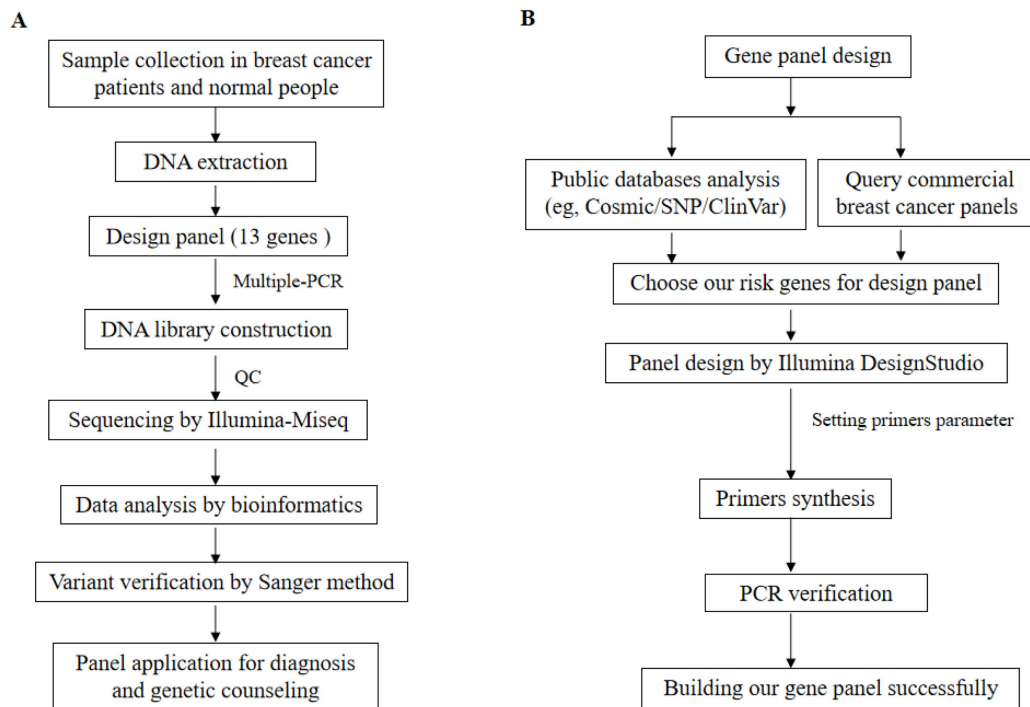 A
Sample collection in breast cancer
patients and normal people
DNA extraction
Design panel (13 genes )
Multiple-PCR
DNA library construction
QC
Sequencing by Illumina-Miseq
Data analysis by bioinformatics
Variant verification by Sanger method
Panel application for diagnosis
and genetic counseling
B
Gene panel design
Public databases analysis
(eg, Cosmic/SNP/ClinVar)
Query commercial
breast cancer panels
Choose our risk genes for design panel
Panel design by Illumina DesignStudio
Setting primers parameter
Primers synthesis
PCR verification
Building our gene panel successfully